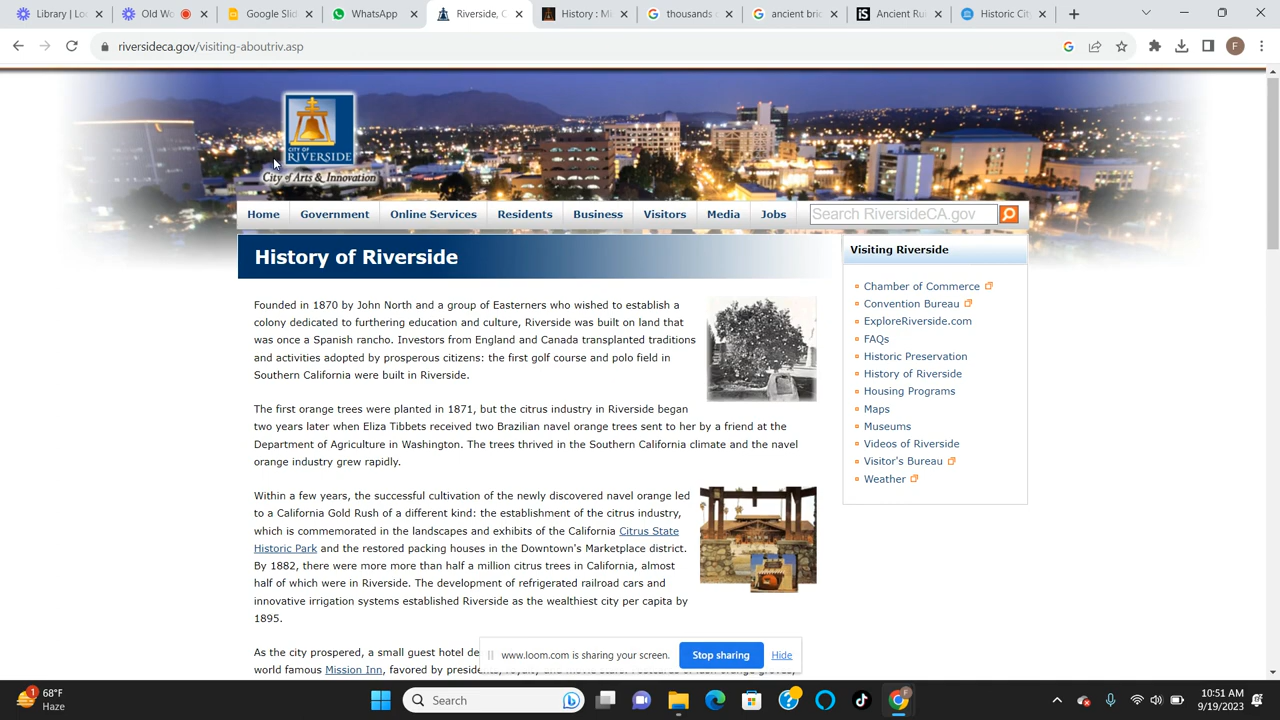 Library | Loo
Old Wo
Google Slid
WhatsApp
Riverside, C
History : Mi
thousands o
ancient bric
Ancient Rui
Historic City
riversideca.gov/visiting-aboutriv.asp
F
CITY OF
RIVERSIDE
City of Arts & Innovation
Home
Government
Online Services
Residents
Business
Visitors
Media
Jobs
Search RiversideCA.gov
History of Riverside
Founded in 1870 by John North and a group of Easterners who wished to establish a
colony dedicated to furthering education and culture, Riverside was built on land that
was once a Spanish rancho. Investors from England and Canada transplanted traditions
and activities adopted by prosperous citizens: the first golf course and polo field in
Southern California were built in Riverside.
The first orange trees were planted in 1871, but the citrus industry in Riverside began
two years later when Eliza Tibbets received two Brazilian navel orange trees sent to her by a friend at the
Department of Agriculture in Washington. The trees thrived in the Southern California climate and the navel
orange industry grew rapidly.
Within a few years, the successful cultivation of the newly discovered navel orange led
to a California Gold Rush of a different kind: the establishment of the citrus industry,
which is commemorated in the landscapes and exhibits of the California Citrus State
Historic Park and the restored packing houses in the Downtown's Marketplace district.
By 1882, there were more more than half a million citrus trees in California, almost
half of which were in Riverside. The development of refrigerated railroad cars and
innovative irrigation systems established Riverside as the wealthiest city per capita by
1895.
As the city prospered, a small guest hotel de
world famous Mission Inn, favored by presidents, royalty and movie stars.
Visiting Riverside
Chamber of Commerce
Convention Bureau
ExploreRiverside.com
FAQs
Historic Preservation
History of Riverside
Housing Programs
Maps
Museums
Videos of Riverside
Visitor's Bureau
Weather
www.loom.com is sharing your screen.
Stop sharing
Hide
1
68°F
Haze
Search
F
10:51 AM
9/19/2023